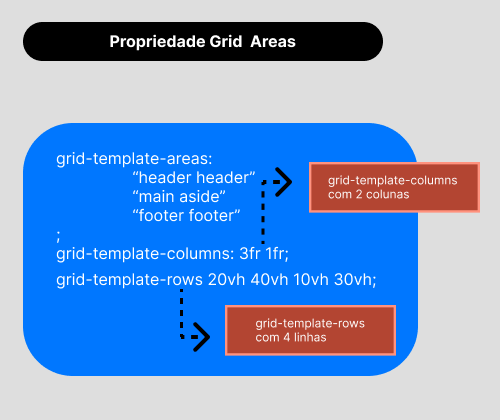 Propriedade Grid Areas
grid-template-areas:
“header header”
“main aside”
“footer footer”
;
grid-template-columns: 3fr 1fr;
grid-template-rows 20vh 40vh 10vh 30vh;
grid-template-columns
com 2 colunas
grid-template-rows
com 4 linhas